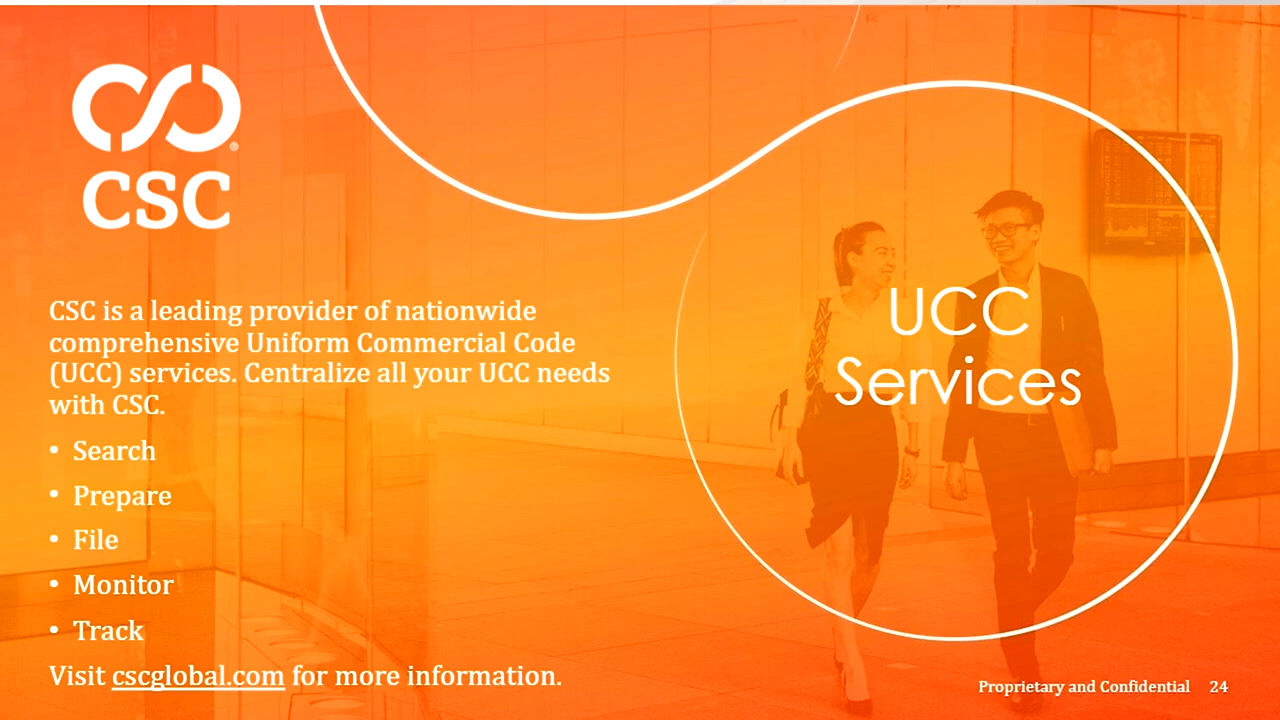 CSC
CSC is a leading provider of nationwide
comprehensive Uniform Commercial Code
(UCC) services. Centralize all your UCC needs
with CSC.
• Search
• Prepare
• File
• Monitor
• Track
Visit cscglobal.com for more information.
UCC
Services
Proprietary and Confidential 24